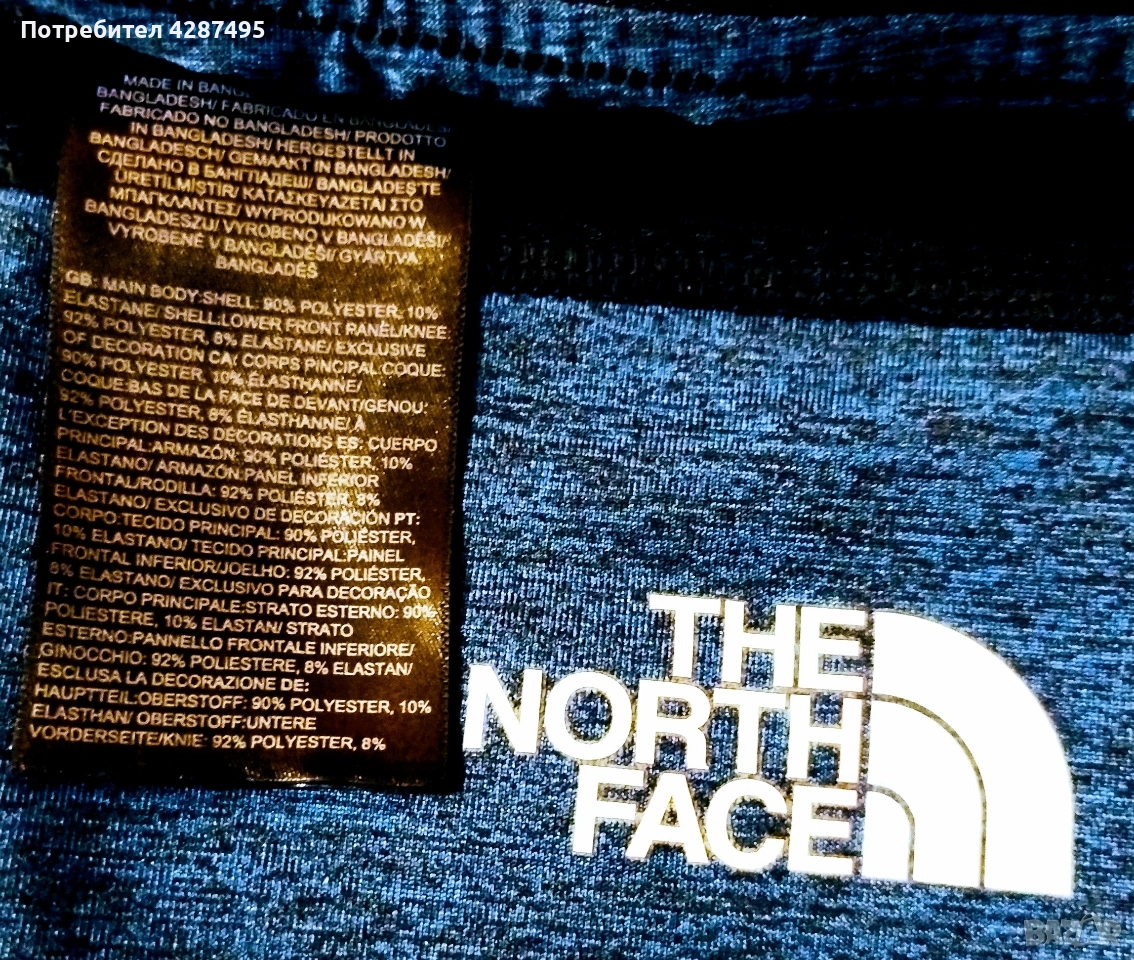 Потребител 4287495
MADE IN BANG
BANGLADESH/ FABRICADO EN BANGLADESH
FABRICADO NO BANGLADESH/ PRODOTTO
IN BANGLADESH/ HERGESTELLT IN
BANGLADESCH/ GEMAAKT IN BANGLADESH/
СДЕЛАНО В БАНГЛАДЕШ/ BANGLADEŞ'TE
ÜRETİLMİŞTİR/ ΚΑΤΑΣΚΕΥΑΖΕΤΑΙ ΣΤΟ
ΜΠΑΓΚΛΑΝΤΕΣ/ WYPRODUKOWANO W
BANGLADESZU/ VYROBENO V BANGLADÉŠI/
VYROBENÉ V BANGLADÉŠI/ GYÁRTVA:
BANGLADÉS
GB: MAIN BODY:SHELL: 90% POLYESTER, 10%
ELASTANE/ SHELL:LOWER FRONT PANEL/KNEE:
92% POLYESTER, 8% ELASTANE/ EXCLUSIVE
OF DECORATION CA: CORPS PINCIPAL:COQUE:
90% POLYESTER, 10% ÉLASTHANNE/
COQUE:BAS DE LA FACE DE DEVANT/GENOU:
92% POLYESTER, 8% ÉLASTHANNE/ À
L'EXCEPTION DES DÉCORATIONS ES: CUERPO
PRINCIPAL:ARMAZÓN: 90% POLIÉSTER, 10%
ELASTANO/ ARMAZÓN:PANEL INFERIOR
FRONTAL/RODILLA: 92% POLIÉSTER, 8%
ELASTANO/ EXCLUSIVO DE DECORACIÓN PT:
CORPO:TECIDO PRINCIPAL: 90% POLIÉSTER,
10% ELASTANO/ TECIDO PRINCIPAL:PAINEL
FRONTAL INFERIOR/JOELHO: 92% POLIÉSTER,
8% ELASTANO/ EXCLUSIVO PARA DECORAÇÃO
IT: CORPO PRINCIPALE:STRATO ESTERNO: 90%
POLIESTERE, 10% ELASTAN/ STRATO
ESTERNO:PANNELLO FRONTALE INFERIORE/
GINOCCHIO: 92% POLIESTERE, 8% ELASTAN/
ESCLUSA LA DECORAZIONE DE:
HAUPTTEIL:OBERSTOFF: 90% POLYESTER, 10%
ELASTHAN/ OBERSTOFF:UNTERE
VORDERSEITE/KNIE: 92% POLYESTER, 8%
THE
NORTH
FACE
BAZAR